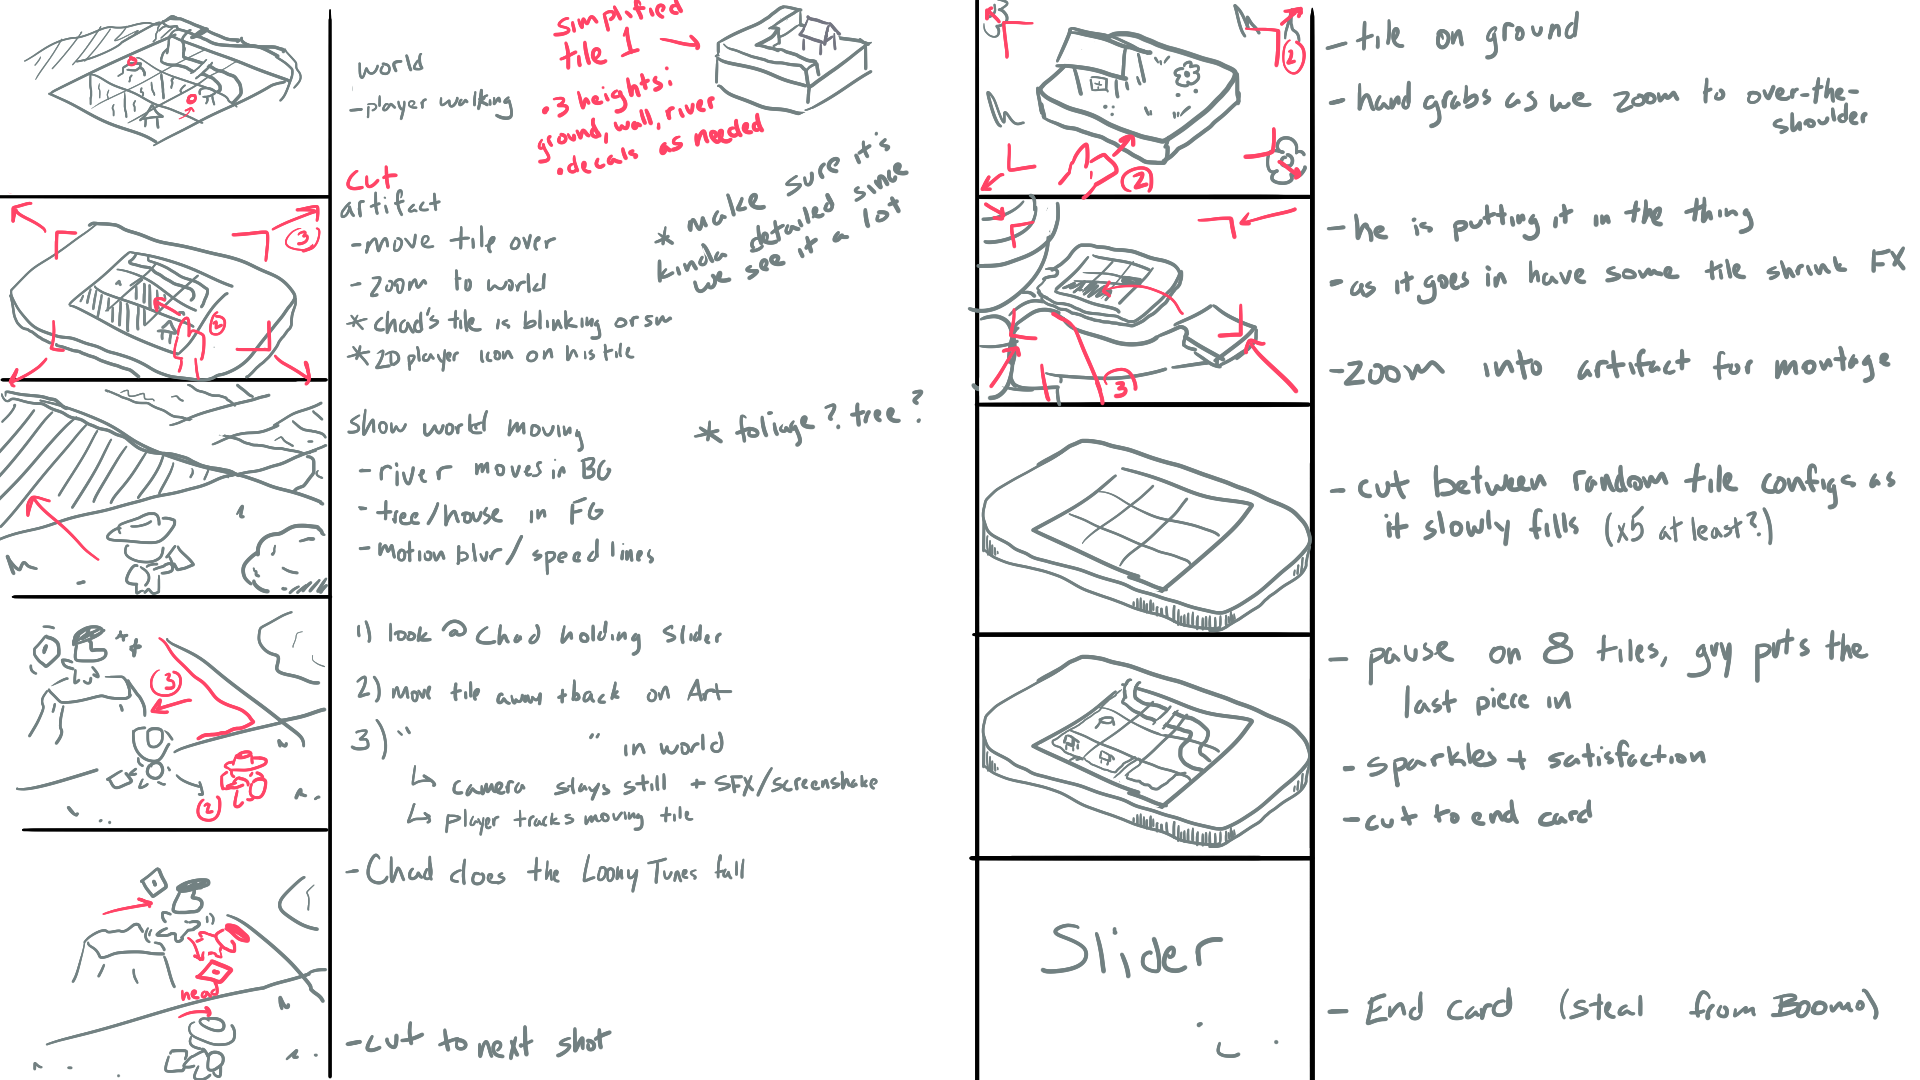 world
-player walking
simplified
tile 1
•3 heights:
ground, wall, river
•decals as needed
cut
artifact
-move tile over
-zoom to world
*chad's tile is blinking or sm
*2D player icon on his tile
* make sure it's
kinda detailed since
we see it a lot
3
2
show world moving
-river moves in BG
-tree/house in FG
-motion blur/speed lines
* foliage? tree?
1) look @ Chad holding slider
2) move tile away + back on Art
3) " " in world
↳ camera stays still + SFX/screenshake
↳ player tracks moving tile
3
2
-Chad does the Loony Tunes fall
head
-cut to next shot
-tile on ground
-hand grabs as we zoom to over-the-
shoulder
2
2
-he is putting it in the thing
-as it goes in have some tile shrink FX
-zoom into artifact for montage
3
-cut between random tile configs as
it slowly fills (x5 at least?)
-pause on 8 tiles, guy puts the
last piece in
-sparkles + satisfaction
-cut to end card
Slider
-End card (steal from Boomo)